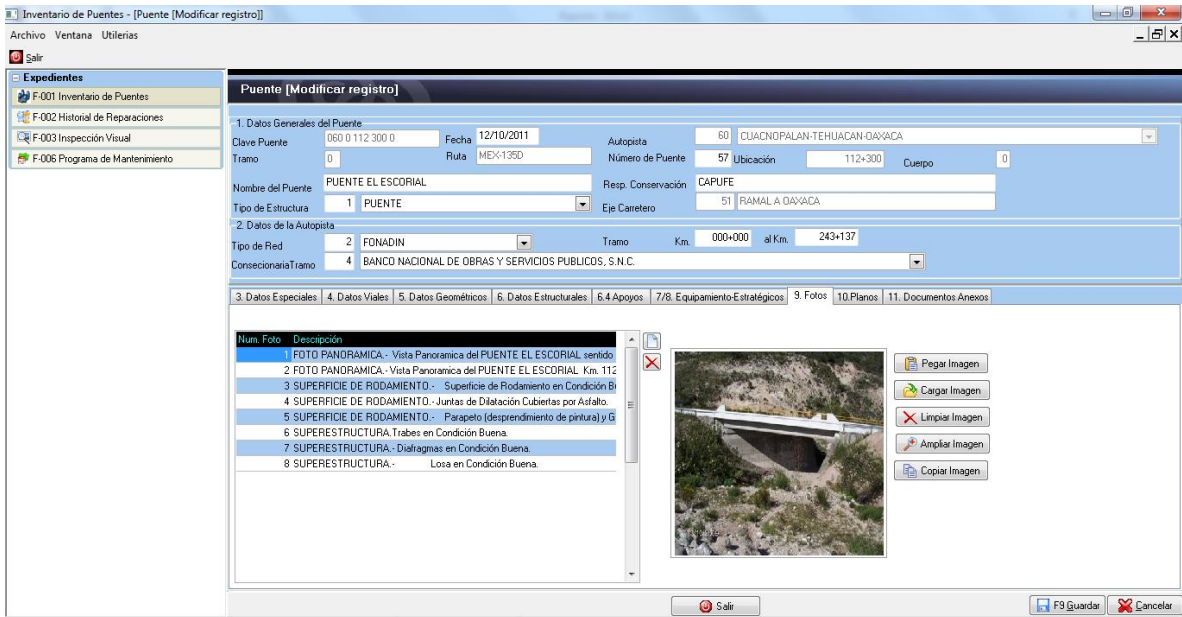 Inventario de Puentes - [Puente [Modificar registro]]
Archivo Ventana Utilerias
Salir
Expedientes
F-001 Inventario de Puentes
F-002 Historial de Reparaciones
F-003 Inspección Visual
F-006 Programa de Mantenimiento
Puente [Modificar registro]
1. Datos Generales del Puente
Clave Puente 060 0 112 300 0 Fecha 12/10/2011 Autopista 60 CUACNOPALAN-TEHUACAN-OAXACA
Tramo 0 Ruta MEX-135D Número de Puente 57 Ubicación 112+300 Cuerpo 0
Nombre del Puente PUENTE EL ESCORIAL Resp. Conservación CAPUFE
Tipo de Estructura 1 PUENTE Eje Carretero 51 RAMAL A OAXACA
2. Datos de la Autopista
Tipo de Red 2 FONADIN Tramo Km. 000+000 al Km. 243+137
ConsecionariaTramo 4 BANCO NACIONAL DE OBRAS Y SERVICIOS PUBLICOS, S.N.C.
3. Datos Especiales 4. Datos Viales 5. Datos Geométricos 6. Datos Estructurales 6.4 Apoyos 7/8. Equipamiento-Estratégicos 9. Fotos 10.Planos 11. Documentos Anexos
Num. Foto Descripción
1 FOTO PANORAMICA.- Vista Panoramica del PUENTE EL ESCORIAL sentido
2 FOTO PANORAMICA.- Vista Panoramica del PUENTE EL ESCORIAL Km. 112
3 SUPERFICIE DE RODAMIENTO.- Superficie de Rodamiento en Condición B
4 SUPERFICIE DE RODAMIENTO.- Juntas de Dilatación Cubiertas por Asfalto.
5 SUPERFICIE DE RODAMIENTO.- Parapeto (desprendimiento de pintura) y G
6 SUPERESTRUCTURA.Trabes en Condición Buena.
7 SUPERESTRUCTURA.- Diafragmas en Condición Buena.
8 SUPERESTRUCTURA.- Losa en Condición Buena.
Pegar Imagen
Cargar Imagen
Limpiar Imagen
Ampliar Imagen
Copiar Imagen
Salir
F9 Guardar
Cancelar